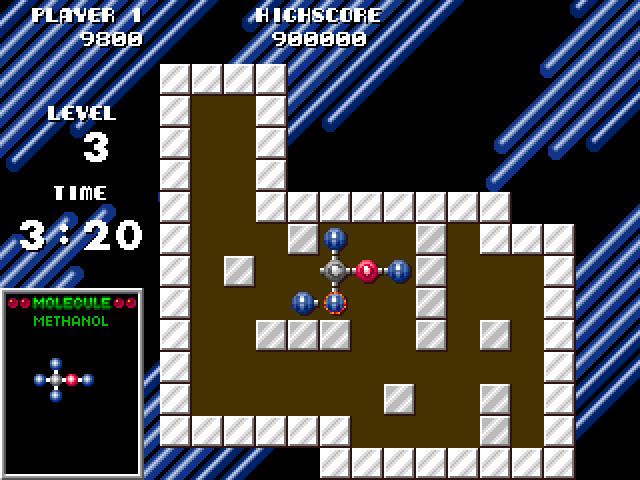 PLAYER 1
9800
HIGHSCORE
900000
LEVEL
3
TIME
3:20
MOLECULE
METHANOL